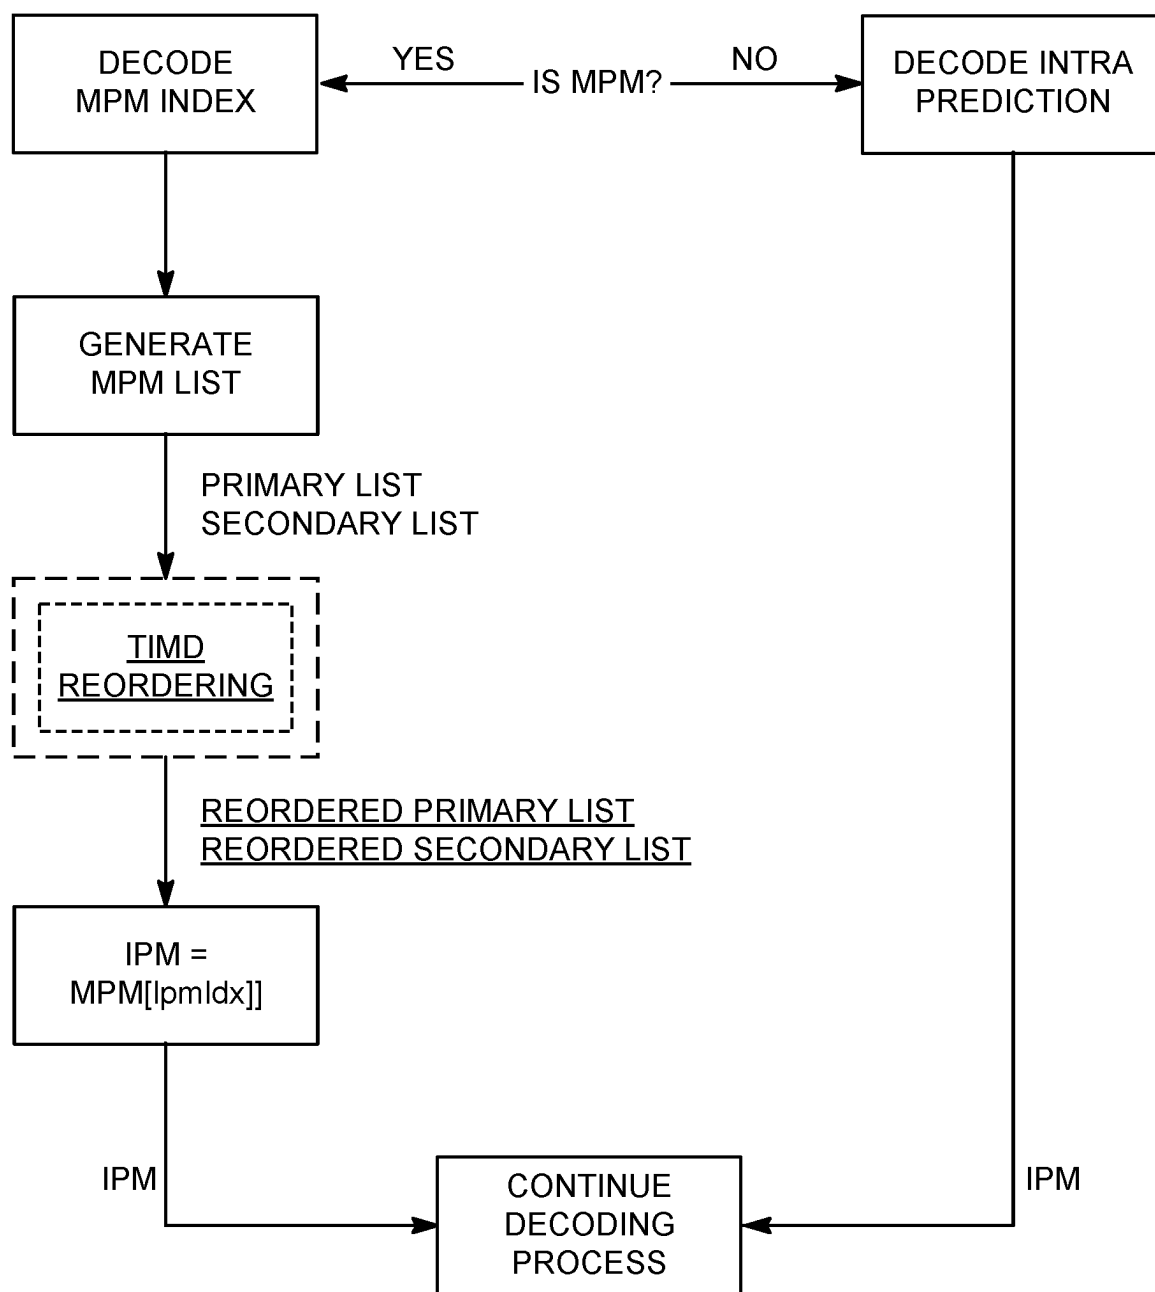 DECODE
MPM INDEX
YES
IS MPM?
NO
DECODE INTRA
PREDICTION
GENERATE
MPM LIST
PRIMARY LIST
SECONDARY LIST
TIMD
REORDERING
REORDERED PRIMARY LIST
REORDERED SECONDARY LIST
IPM =
MPM[IpmIdx]]
IPM
CONTINUE
DECODING
PROCESS
IPM